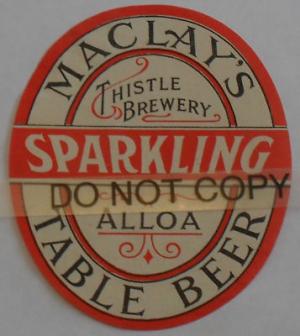 MACLAY'S
THISTLE
BREWERY
SPARKLING
DO NOT COPY
ALLOA
TABLE BEER